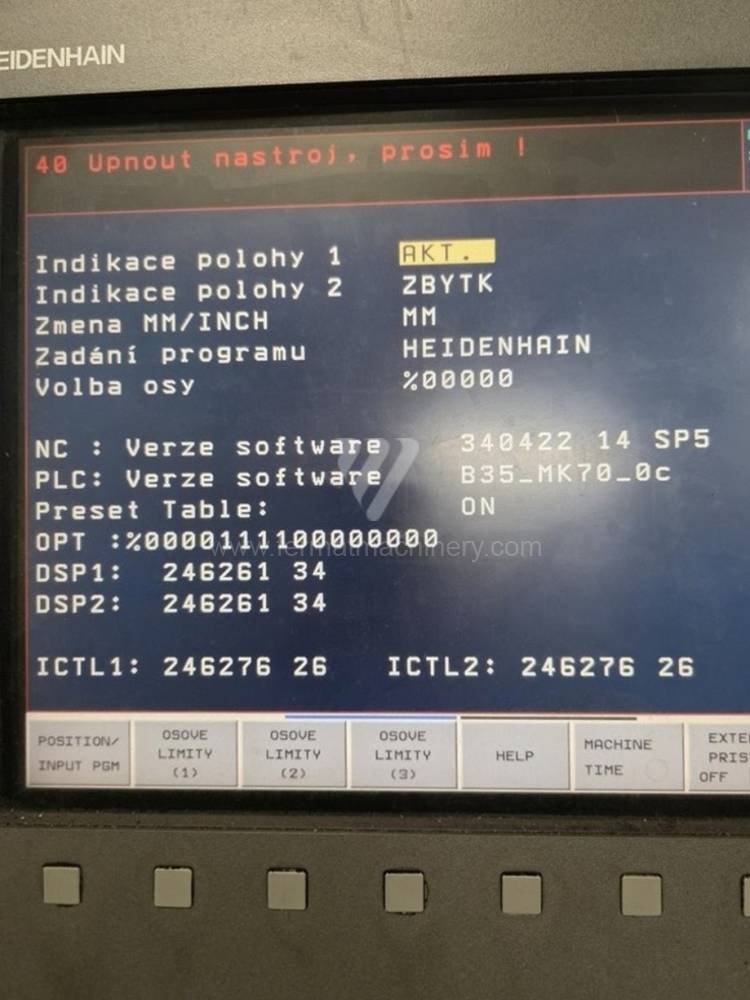 EIDENHAIN
40 Upnout nastroj, prosim !
Indikace polohy 1 AKT.
Indikace polohy 2 ZBYTK
Zmena MM/INCH MM
Zadání programu HEIDENHAIN
Volba osy %00000
NC : Verze software 340422 14 SP5
PLC: Verze software B35_MK70_0c
Preset Table: ON
OPT :%0000111100000000
www.fermatmachinery.com
DSP1: 246261 34
DSP2: 246261 34
ICTL1: 246276 26 ICTL2: 246276 26
POSITION/ INPUT PGM
OSOVE LIMITY (1)
OSOVE LIMITY (2)
OSOVE LIMITY (3)
HELP
MACHINE TIME
EXTE PRIS OFF